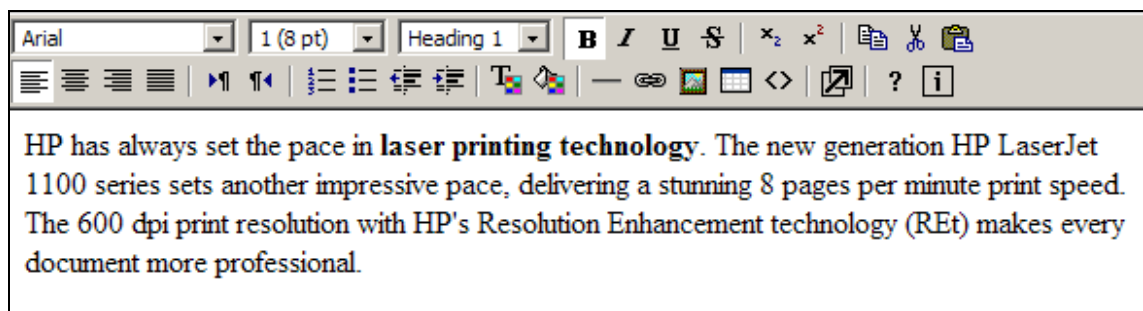 Arial 1 (8 pt) Heading 1 B I U S x₂ x²
? i
HP has always set the pace in laser printing technology. The new generation HP LaserJet
1100 series sets another impressive pace, delivering a stunning 8 pages per minute print speed.
The 600 dpi print resolution with HP's Resolution Enhancement technology (REt) makes every
document more professional.